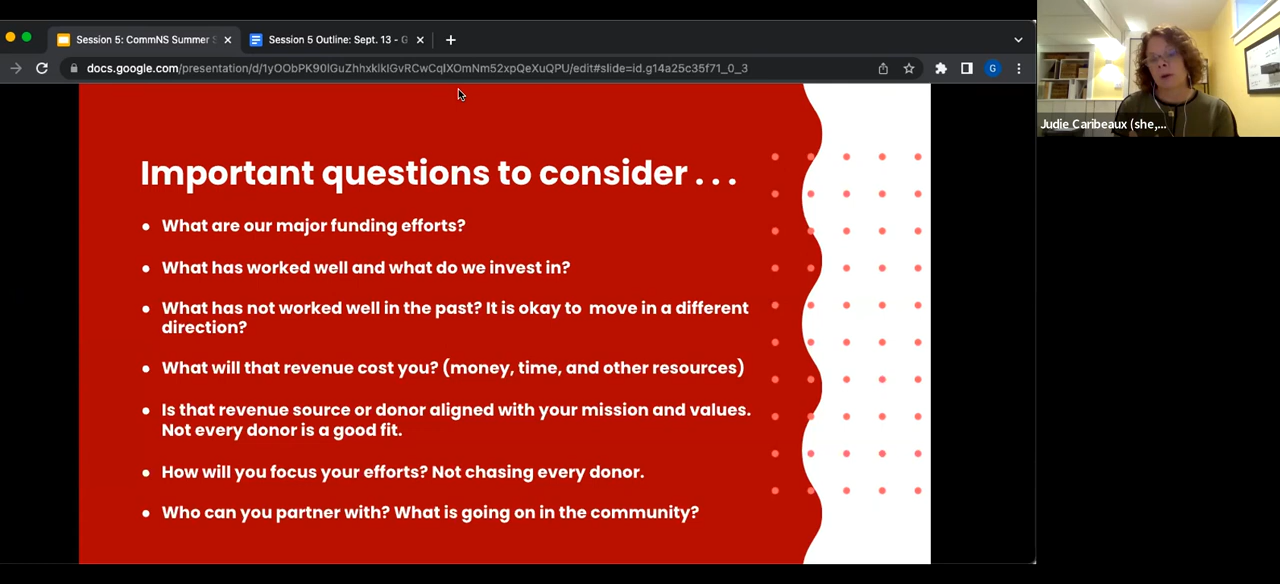 Session 5: CommNS Summer S
Session 5 Outline: Sept. 13 - G
docs.google.com/presentation/d/1yOObPK90IGuZhhxklklGvRCwCqlXOnNm52xpQeXuQPU/edit#slide=id.g14a25c35f71_0_3
G
Judie Caribeaux (she,...
Important questions to consider . . .
● What are our major funding efforts?
● What has worked well and what do we invest in?
● What has not worked well in the past? It is okay to  move in a different
direction?
● What will that revenue cost you? (money, time, and other resources)
● Is that revenue source or donor aligned with your mission and values.
Not every donor is a good fit.
● How will you focus your efforts? Not chasing every donor.
● Who can you partner with? What is going on in the community?